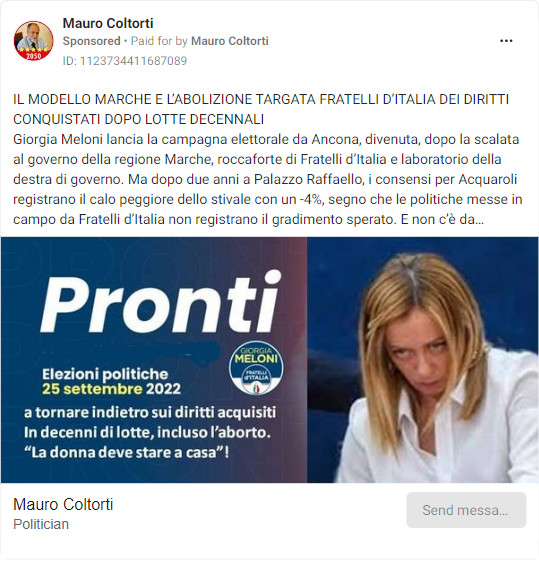 Mauro Coltorti
Sponsored • Paid for by Mauro Coltorti
ID: 1123734411687089
2050
IL MODELLO MARCHE E L'ABOLIZIONE TARGATA FRATELLI D'ITALIA DEI DIRITTI
CONQUISTATI DOPO LOTTE DECENNALI
Giorgia Meloni lancia la campagna elettorale da Ancona, divenuta, dopo la scalata
al governo della regione Marche, roccaforte di Fratelli d'Italia e laboratorio della
destra di governo. Ma dopo due anni a Palazzo Raffaello, i consensi per Acquaroli
registrano il calo peggiore dello stivale con un -4%, segno che le politiche messe in
campo da Fratelli d'Italia non registrano il gradimento sperato. E non c'è da...
Pronti
Elezioni politiche
25 settembre 2022
GIORGIA
MELONI
FRATELLI
d'ITALIA
a tornare indietro sui diritti acquisiti
In decenni di lotte, incluso l'aborto.
"La donna deve stare a casa"!
Mauro Coltorti
Politician
Send messa...